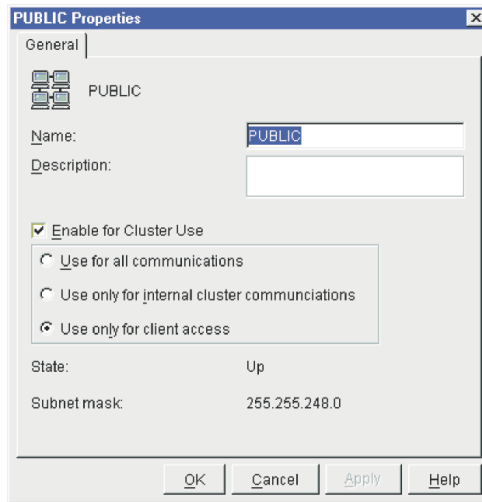 PUBLIC Properties
General
PUBLIC
Name: PUBLIC
Description:
Enable for Cluster Use
Use for all communications
Use only for internal cluster communciations
Use only for client access
State: Up
Subnet mask: 255.255.248.0
OK Cancel Apply Help